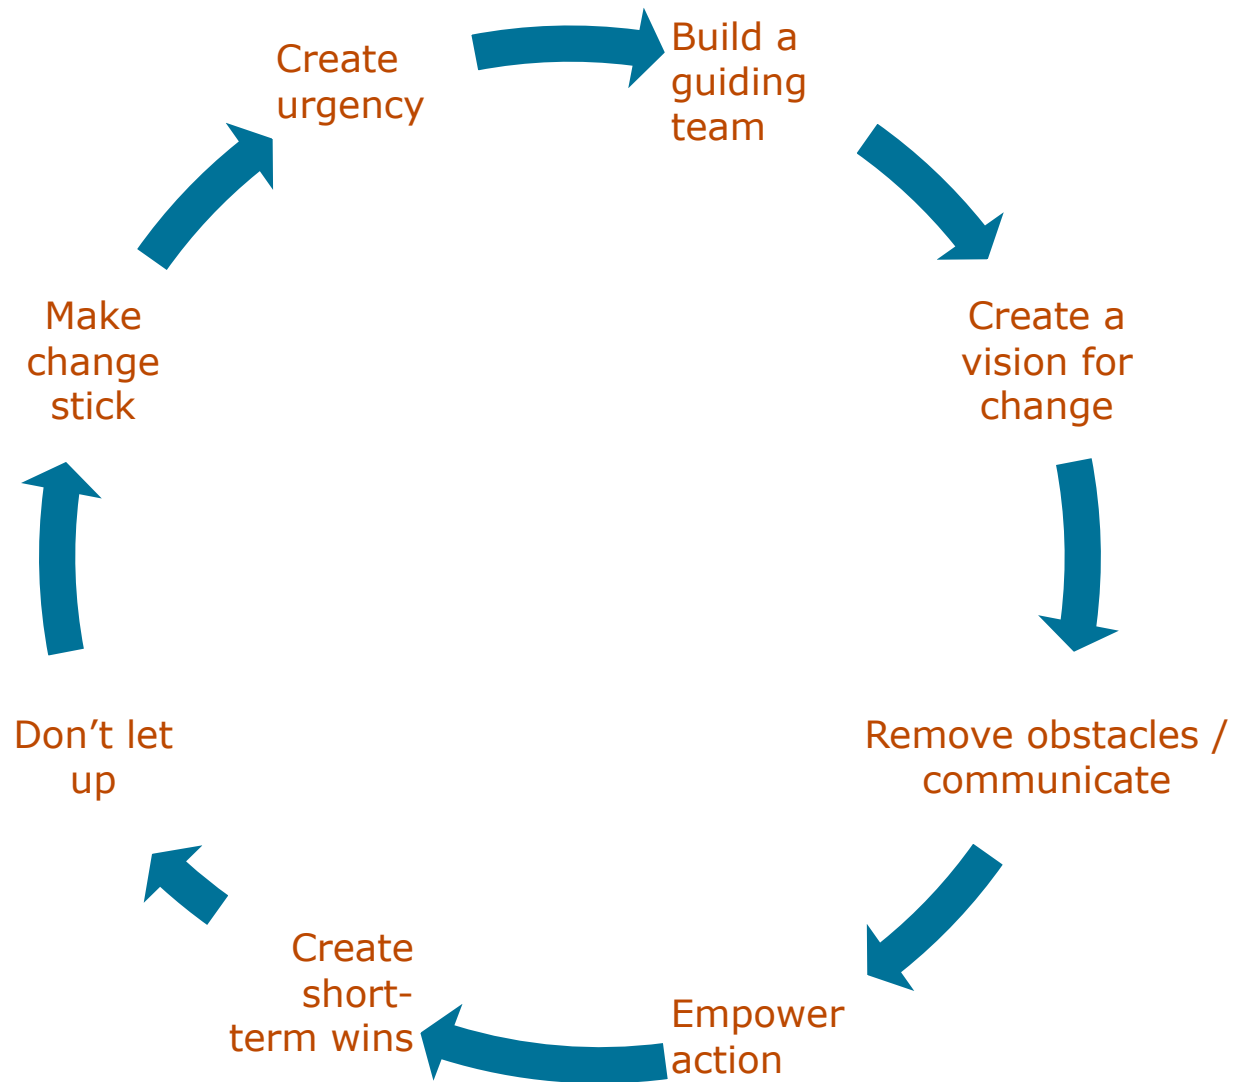 Create
urgency
Build a
guiding
team
Create a
vision for
change
Remove obstacles /
communicate
Empower
action
Create
short-
term wins
Don’t let
up
Make
change
stick